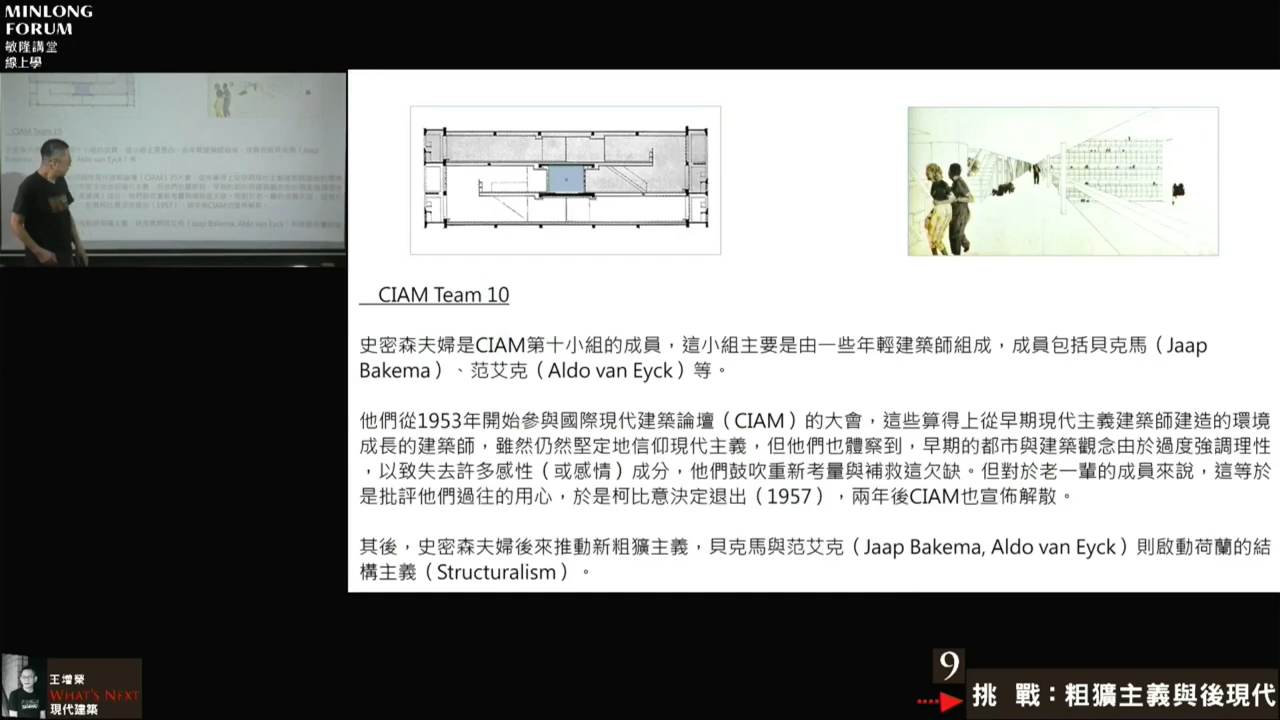 MINLONG
FORUM
敏隆講堂
線上學
CIAM Team 10
史密森夫婦是CIAM第十小組的成員，這小組主要是由一些年輕建築師組成，成員包括貝克馬（Jaap
Bakema）、范艾克（Aldo van Eyck）等。
他們從1953年開始參與國際現代建築論壇（CIAM）的大會，這些算得上從早期現代主義建築師建造的環境
成長的建築師，雖然仍然堅定地信仰現代主義，但他們也體察到，早期的都市與建築觀念由於過度強調理性
，以致失去許多感性（或感情）成分，他們鼓吹重新考量與補救這欠缺。但對於老一輩的成員來說，這等於
是批評他們過往的用心，於是柯比意決定退出（1957），兩年後CIAM也宣佈解散。
其後，史密森夫婦後來推動新粗獷主義，貝克馬與范艾克（Jaap Bakema, Aldo van Eyck）則啟動荷蘭的結
構主義（Structuralism）。
王增榮
WHAT'S NEXT
現代建築
9
挑 戰：粗獷主義與後現代